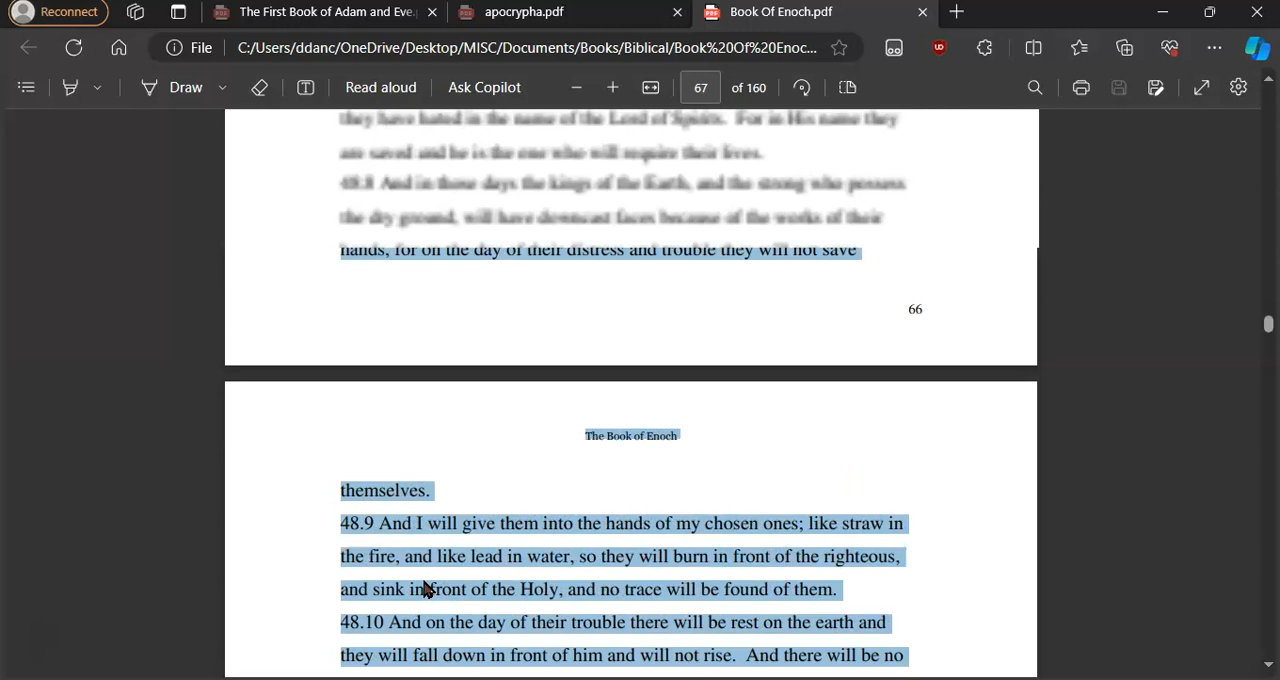 Reconnect
The First Book of Adam and Eve.
apocrypha.pdf
Book Of Enoch.pdf
File
C:/Users/ddanc/OneDrive/Desktop/MISC/Documents/Books/Biblical/Book%20Of%20Enoc...
Draw
Read aloud
Ask Copilot
67 of 160
they have hated in the name of the Lord of Spirits. For in His name they
are saved and he is the one who will require their lives.
48.8 And in those days the kings of the Earth, and the strong who possess
the dry ground, will have downcast faces because of the works of their
hands, for on the day of their distress and trouble they will not save
66
The Book of Enoch
themselves.
48.9 And I will give them into the hands of my chosen ones; like straw in
the fire, and like lead in water, so they will burn in front of the righteous,
and sink in front of the Holy, and no trace will be found of them.
48.10 And on the day of their trouble there will be rest on the earth and
they will fall down in front of him and will not rise. And there will be no